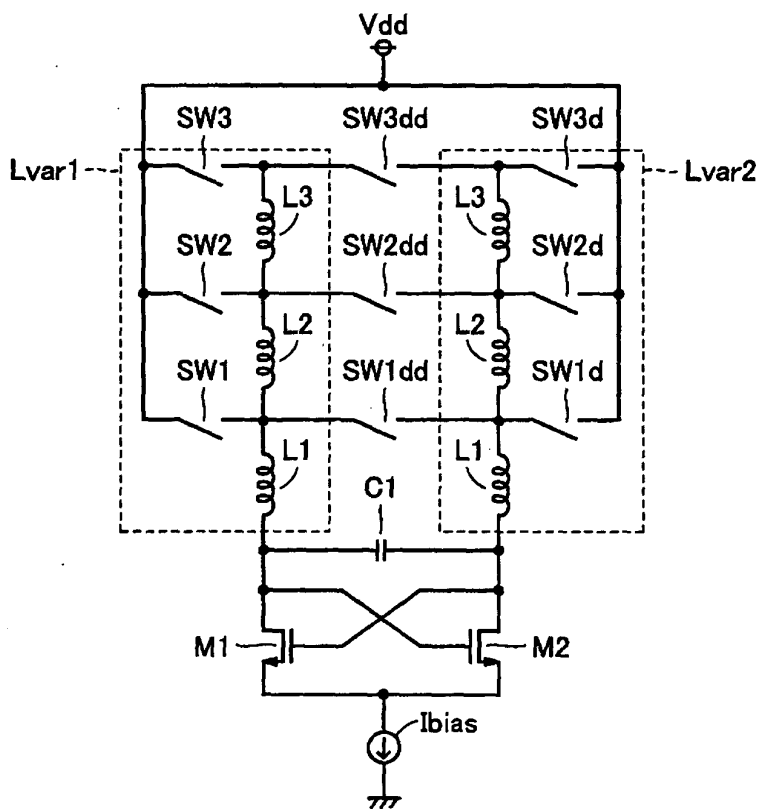 Vdd
SW3 SW3dd SW3d
Lvar1 Lvar2
L3 L3
SW2 SW2dd SW2d
L2 L2
SW1 SW1dd SW1d
L1 L1
C1
M1 M2
Ibias